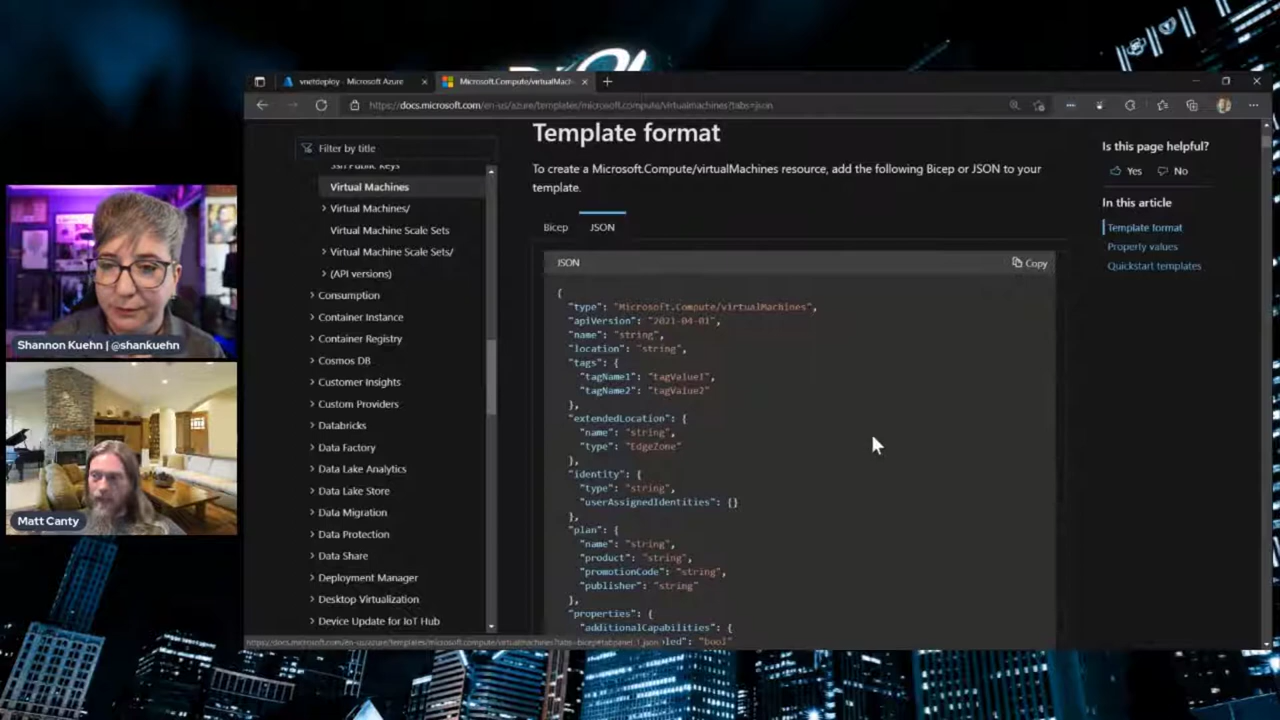 vnetdeploy - Microsoft Azure
Microsoft.Compute/virtualMach
https://docs.microsoft.com/en-us/azure/templates/microsoft.compute/virtualmachines?tabs=json
Filter by title
SSH Public Keys
Virtual Machines
Virtual Machines/
Virtual Machine Scale Sets
Virtual Machine Scale Sets/
(API versions)
Consumption
Container Instance
Container Registry
Cosmos DB
Customer Insights
Custom Providers
Databricks
Data Factory
Data Lake Analytics
Data Lake Store
Data Migration
Data Protection
Data Share
Deployment Manager
Desktop Virtualization
Device Update for IoT Hub
Template format
To create a Microsoft.Compute/virtualMachines resource, add the following Bicep or JSON to your
template.
Bicep JSON
JSON
Copy
{
"type": "Microsoft.Compute/virtualMachines",
"apiVersion": "2021-04-01",
"name": "string",
"location": "string",
"tags": {
"tagName1": "tagValue1",
"tagName2": "tagValue2"
},
"extendedLocation": {
"name": "string",
"type": "EdgeZone"
},
"identity": {
"type": "string",
"userAssignedIdentities": {}
},
"plan": {
"name": "string",
"product": "string",
"promotionCode": "string",
"publisher": "string"
},
"properties": {
"additionalCapabilities": {
led": "bool"
Is this page helpful?
Yes No
In this article
Template format
Property values
Quickstart templates
Shannon Kuehn | @shankuehn
Matt Canty